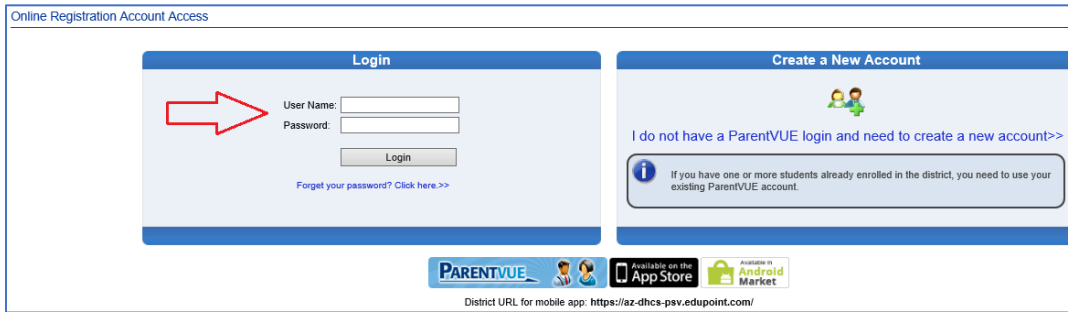 Online Registration Account Access
Login
User Name:
Password:
Login
Forget your password? Click here.>>
Create a New Account
I do not have a ParentVUE login and need to create a new account>>
i
If you have one or more students already enrolled in the district, you need to use your
existing ParentVUE account.
PARENTVUE
Available on the
App Store
Available in
Android
Market
District URL for mobile app: https://az-dhcs-psv.edupoint.com/